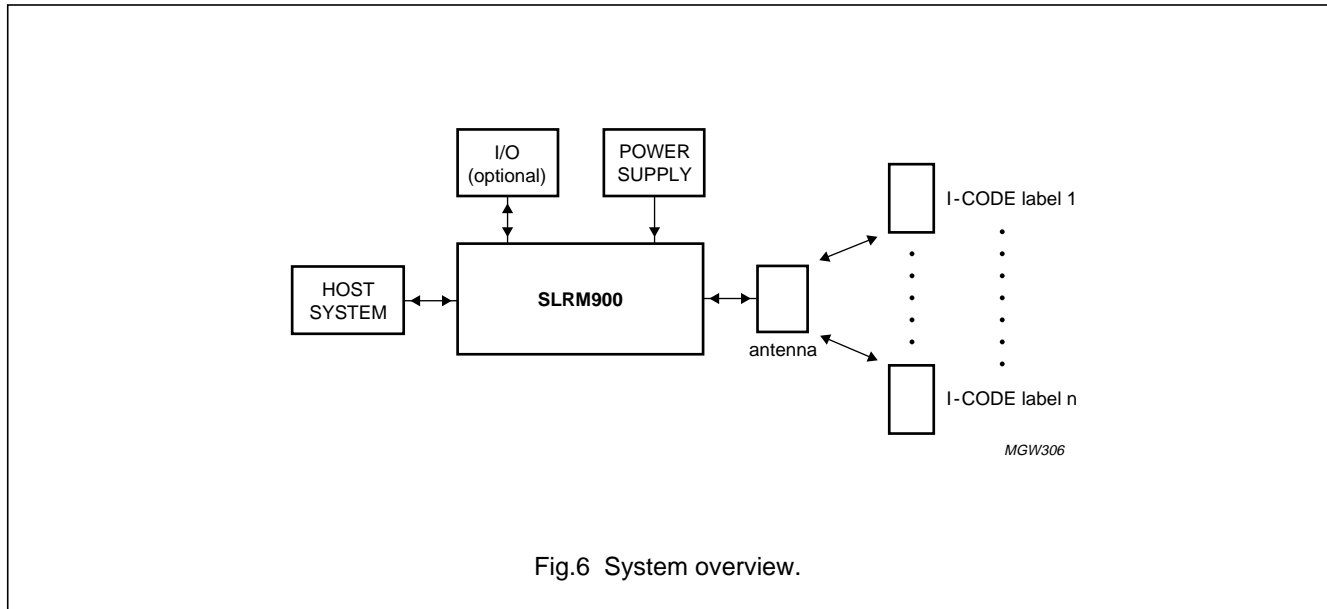 I/O
(optional)
POWER
SUPPLY
I-CODE label 1
HOST
SYSTEM
SLRM900
antenna
I-CODE label n
MGW306
Fig.6 System overview.